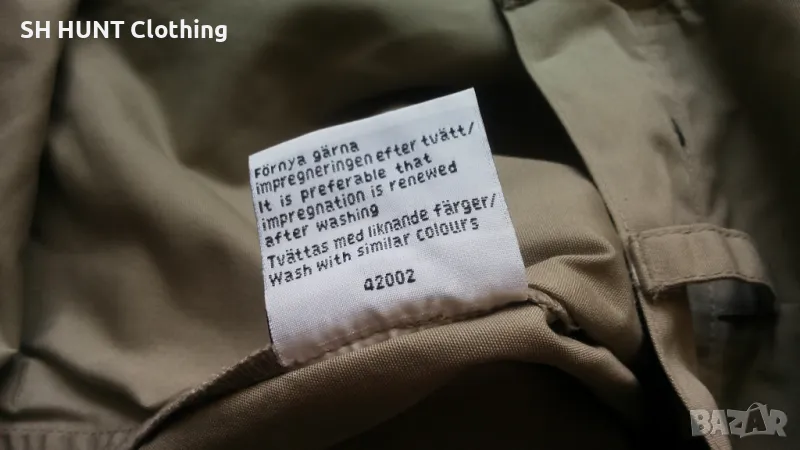 SH HUNT Clothing
Förnya gärna
impregneringen efter tvätt/
It is preferable that
impregnation is renewed
after washing
Tvättas med liknande färger/
Wash with similar colours
42002
BAZAR